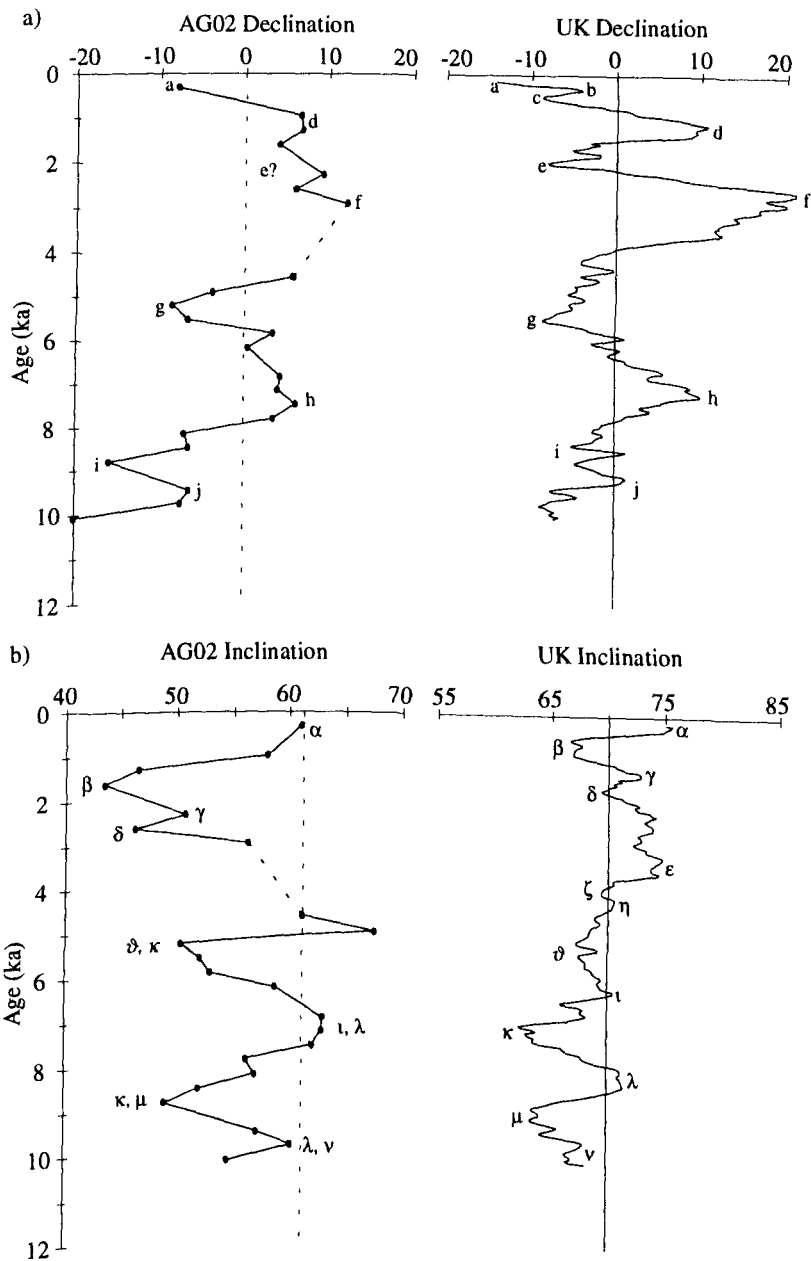 a)
AG02 Declination
UK Declination
-20 -10 0 10 20
-20 -10 0 10 20
0
2
4
6
8
10
12
Age (ka)
a
d
e?
f
g
h
i
j
a
b
c
d
e
f
g
h
i
j
b)
AG02 Inclination
UK Inclination
40 50 60 70
55 65 75 85
0
2
4
6
8
10
12
Age (ka)
α
β
γ
δ
ϑ, κ
ι, λ
κ, μ
λ, ν
α
β
γ
δ
ε
ζ
η
ϑ
ι
κ
λ
μ
ν